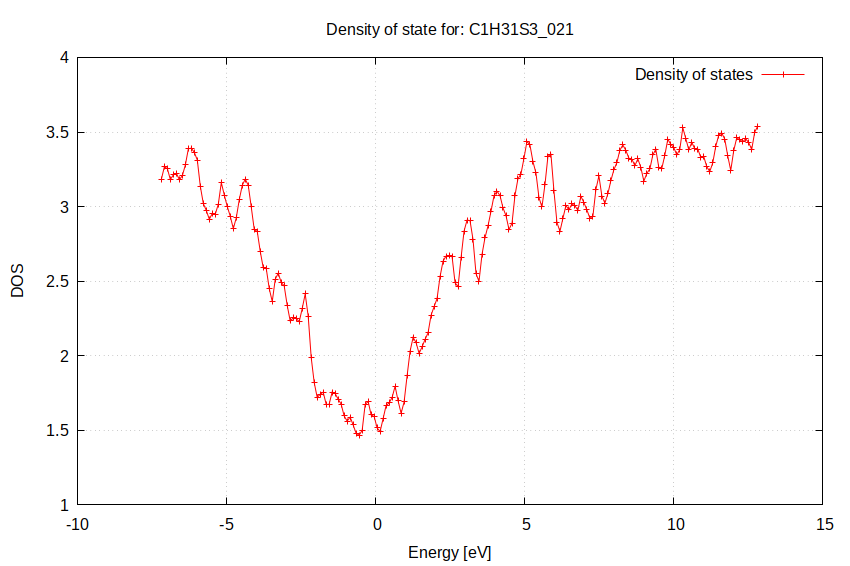 Density of state for: C1H31S3_021
Density of states
4
3.5
3
2.5
2
1.5
1
DOS
-10 -5 0 5 10 15
Energy [eV]